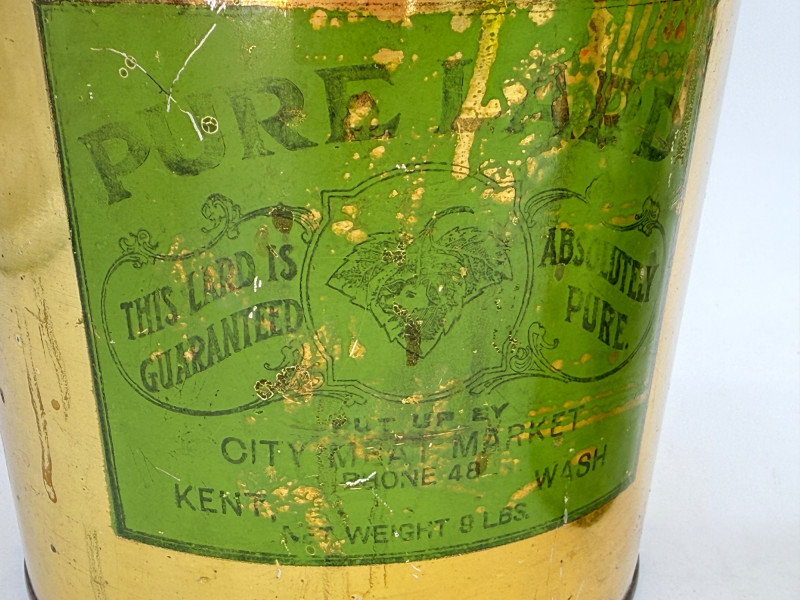 PURE LARD
THIS LARD IS
GUARANTEED
ABSOLUTELY
PURE.
PUT UP BY
CITY MEAT MARKET
PHONE 48
KENT, WASH
NET WEIGHT 8 LBS.